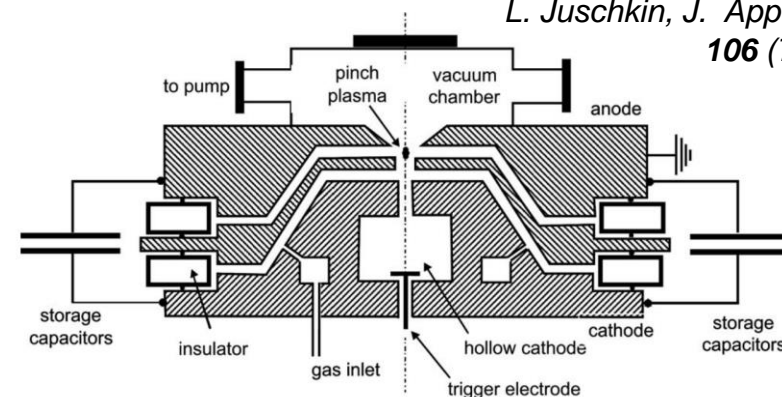 L. Juschkin, J. App
106 (
to pump
pinch
plasma
vacuum
chamber
anode
storage
capacitors
insulator
gas inlet
hollow cathode
trigger electrode
cathode
storage
capacitors